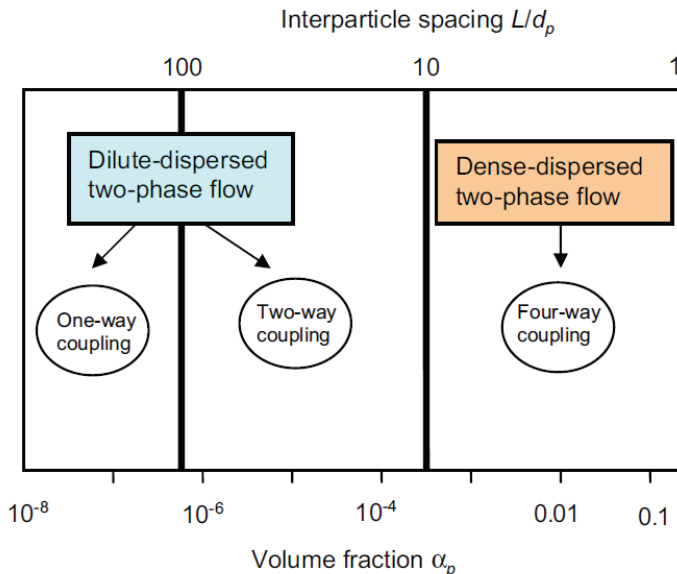 Interparticle spacing L/dₚ
100 10 1
Dilute-dispersed
two-phase flow
Dense-dispersed
two-phase flow
One-way
coupling
Two-way
coupling
Four-way
coupling
10⁻⁸ 10⁻⁶ 10⁻⁴ 0.01 0.1
Volume fraction αₚ